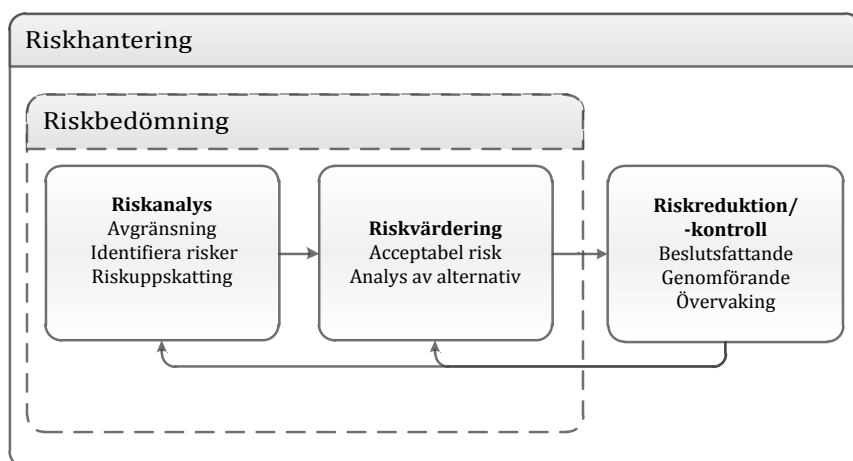 Riskhantering
Riskbedömning
Riskanalys
Avgränsning
Identifiera risker
Riskuppskatting
Riskvärdering
Acceptabel risk
Analys av alternativ
Riskreduktion/
-kontroll
Beslutsfattande
Genomförande
Övervaking